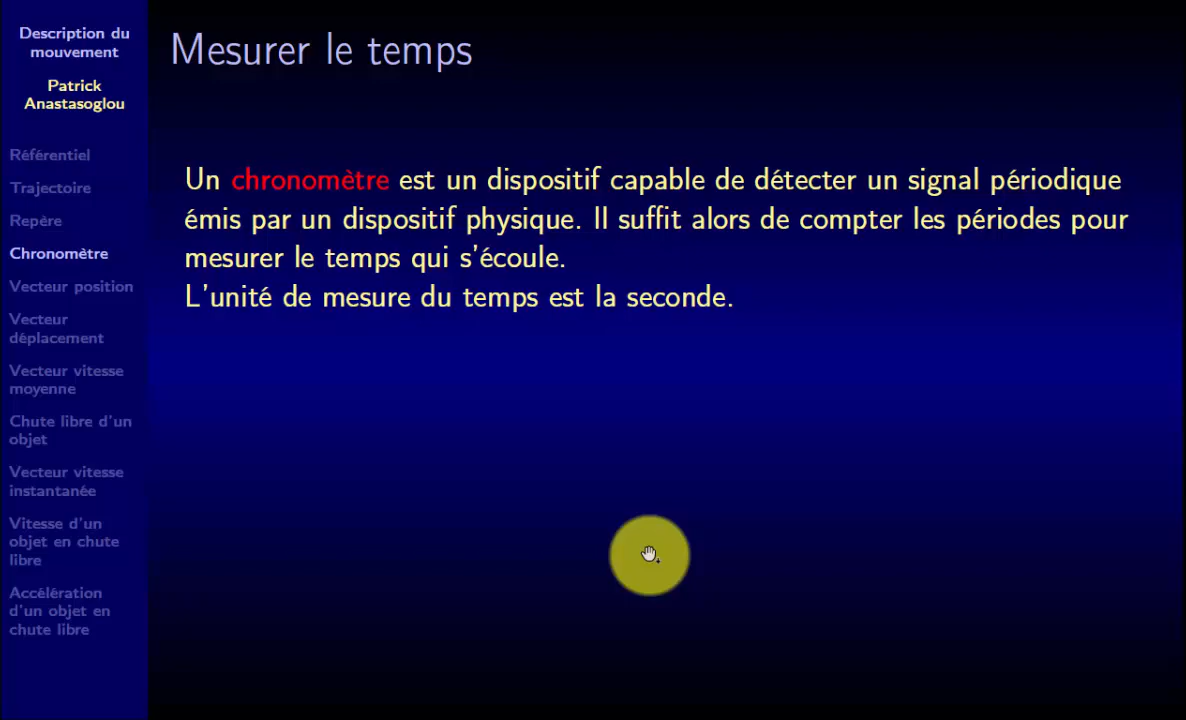 Description du
mouvement
Patrick
Anastasoglou
Référentiel
Trajectoire
Repère
Chronomètre
Vecteur position
Vecteur
déplacement
Vecteur vitesse
moyenne
Chute libre d'un
objet
Vecteur vitesse
instantanée
Vitesse d'un
objet en chute
libre
Accélération
d'un objet en
chute libre
Mesurer le temps
Un chronomètre est un dispositif capable de détecter un signal périodique
émis par un dispositif physique. Il suffit alors de compter les périodes pour
mesurer le temps qui s'écoule.
L'unité de mesure du temps est la seconde.